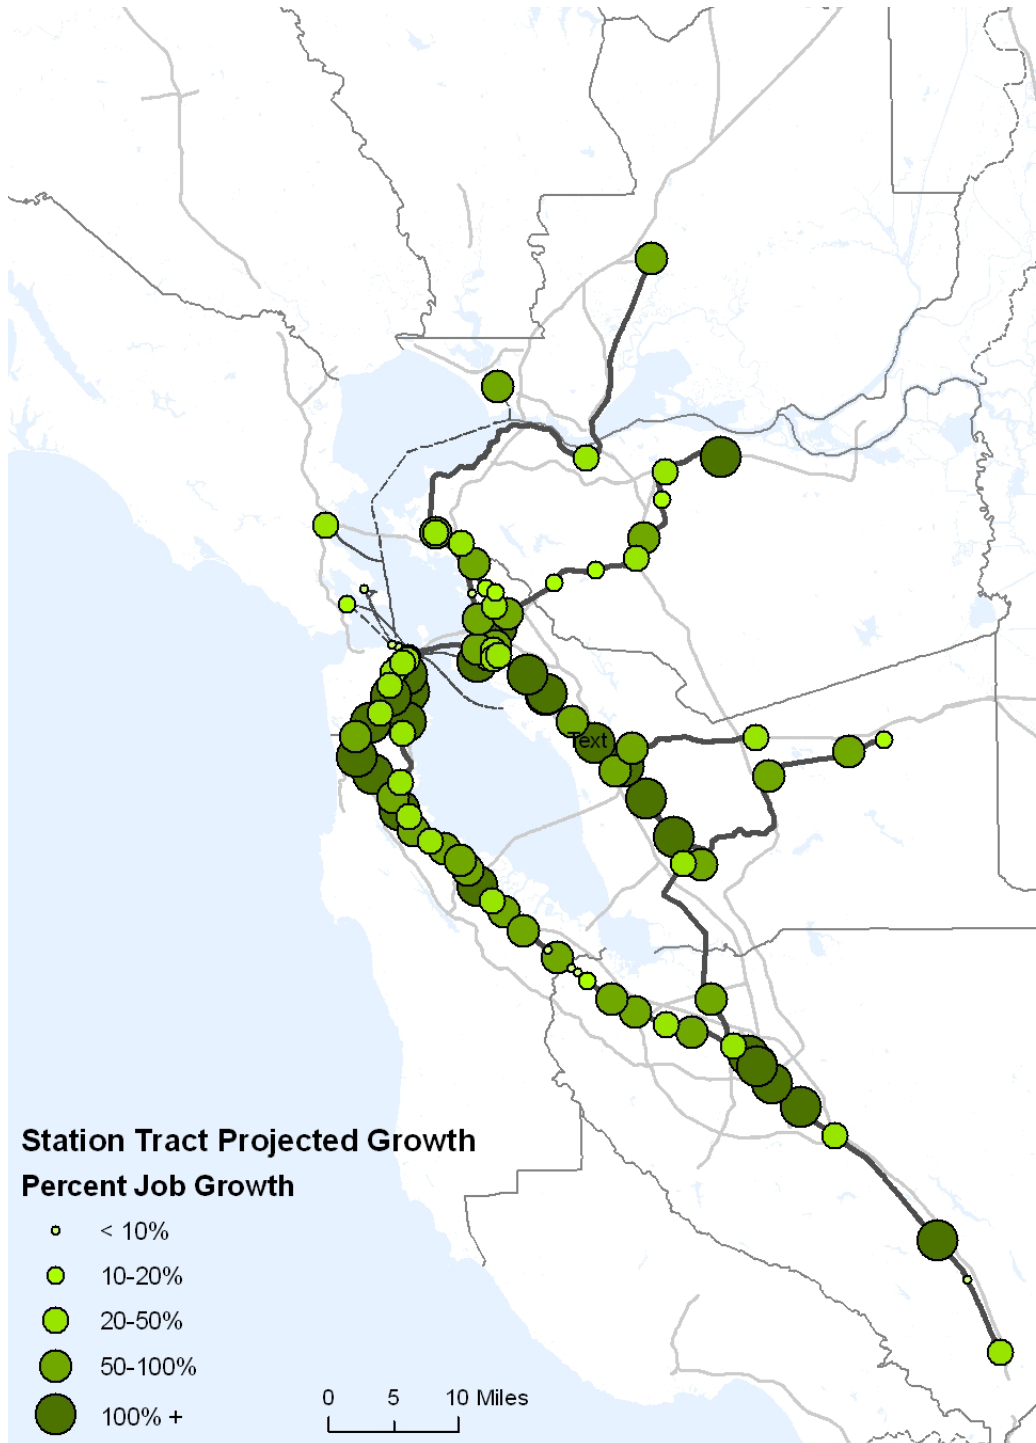 Text
Station Tract Projected Growth
Percent Job Growth
< 10%
10-20%
20-50%
50-100%
100% +
0 5 10 Miles